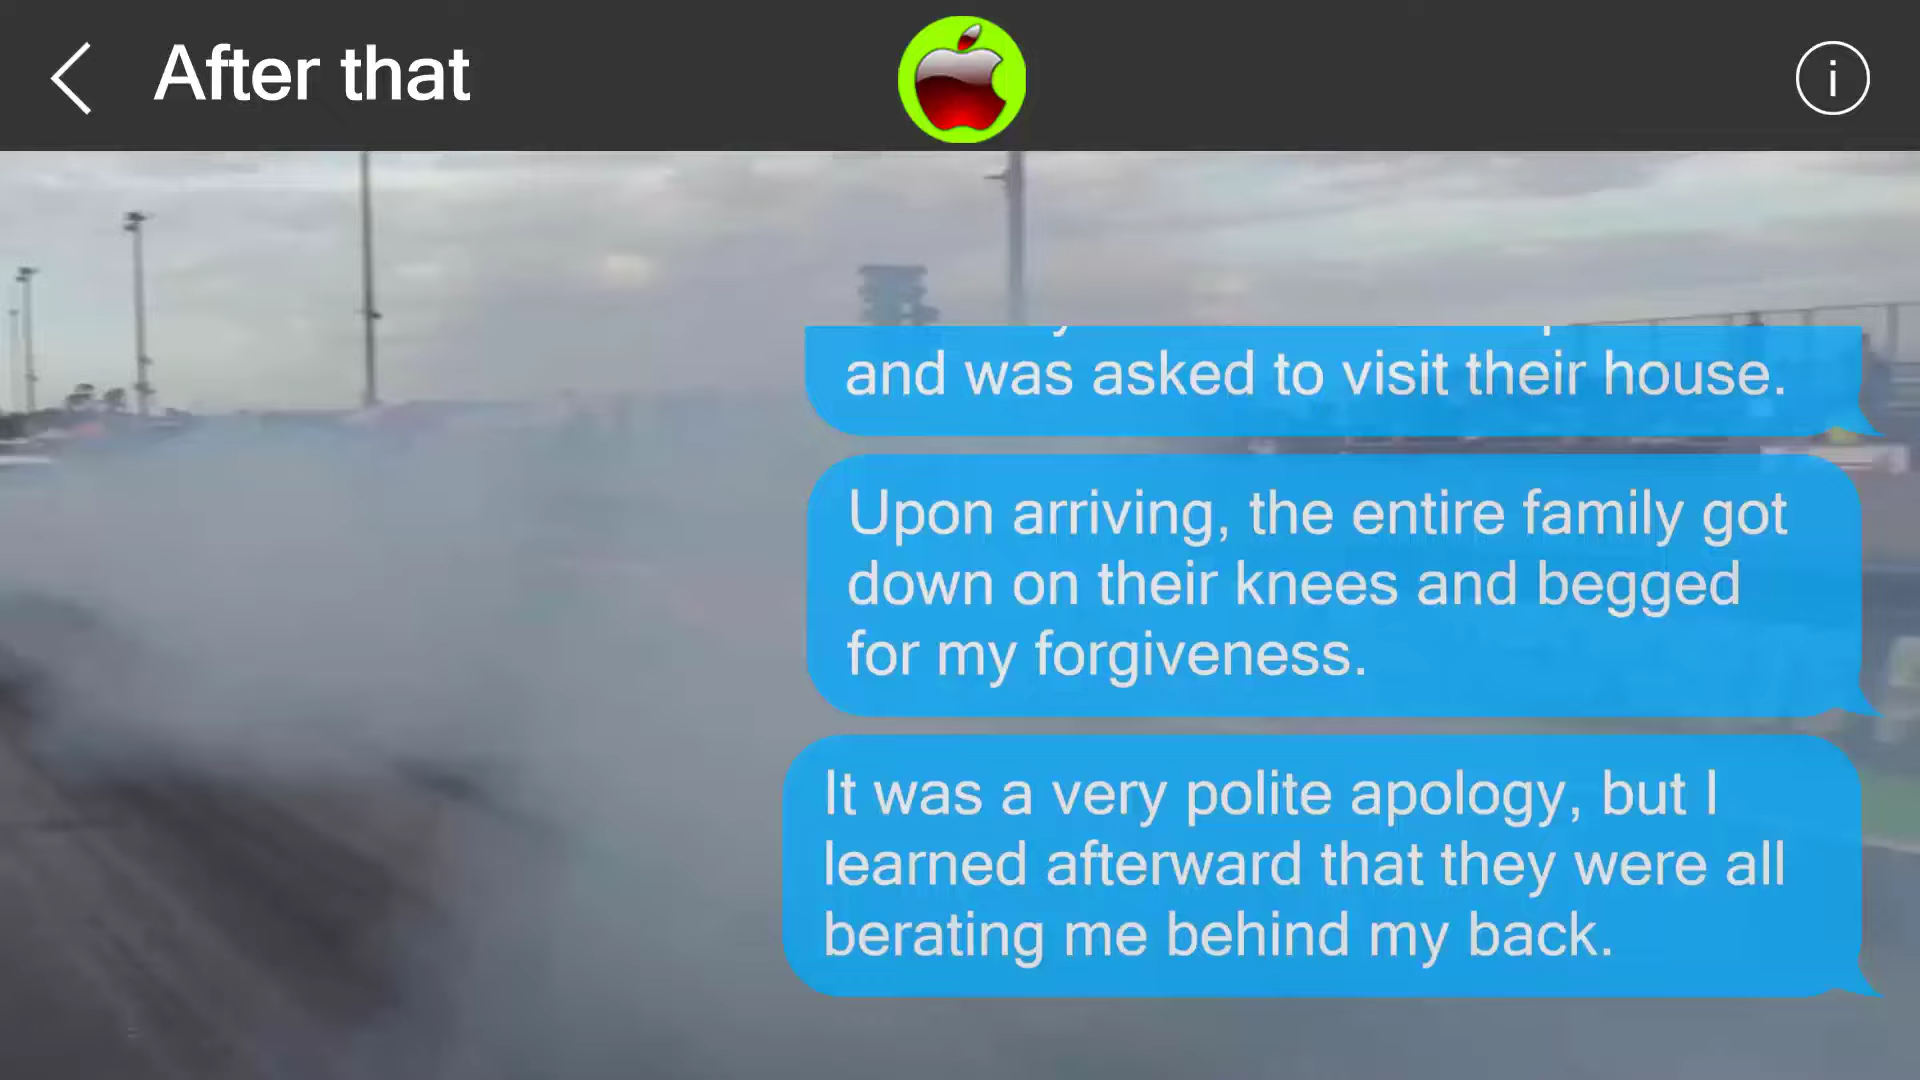 After that
i
and was asked to visit their house.
Upon arriving, the entire family got
down on their knees and begged
for my forgiveness.
It was a very polite apology, but I
learned afterward that they were all
berating me behind my back.